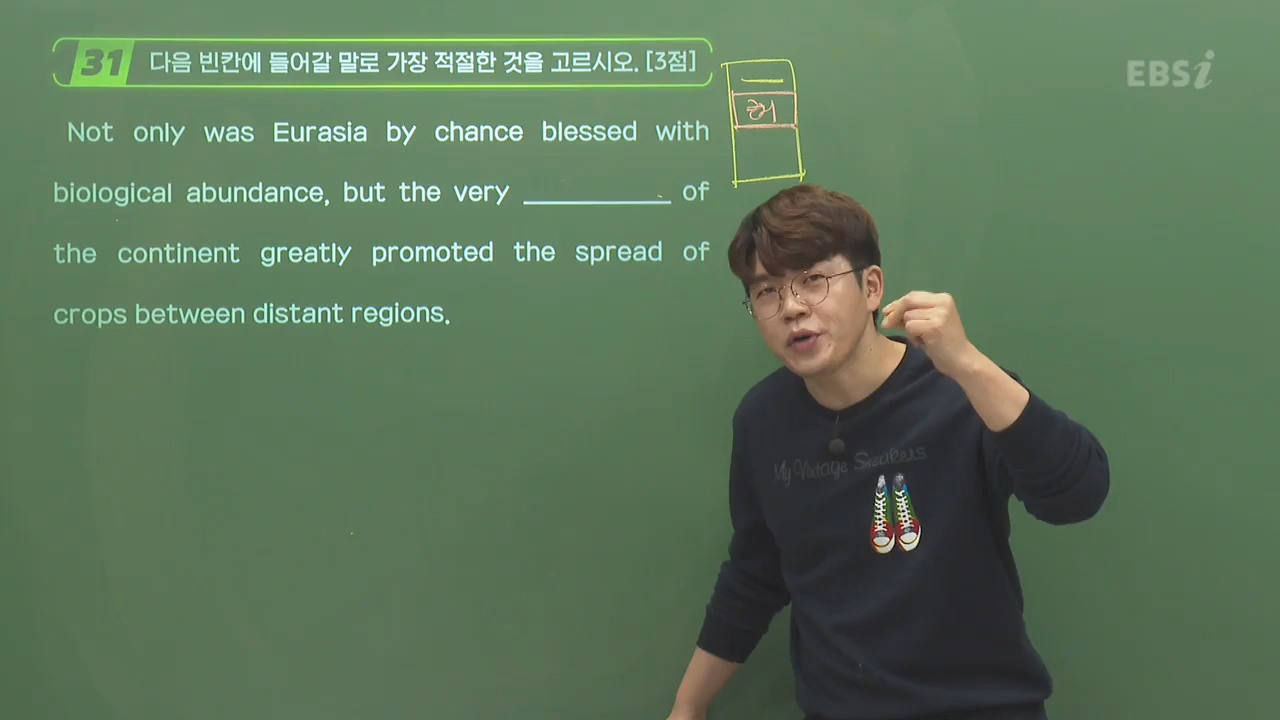 31 다음 빈칸에 들어갈 말로 가장 적절한 것을 고르시오. [3점]
EBSi
Not only was Eurasia by chance blessed with
biological abundance, but the very __________ of
the continent greatly promoted the spread of
crops between distant regions.
My Vintage Sneakers